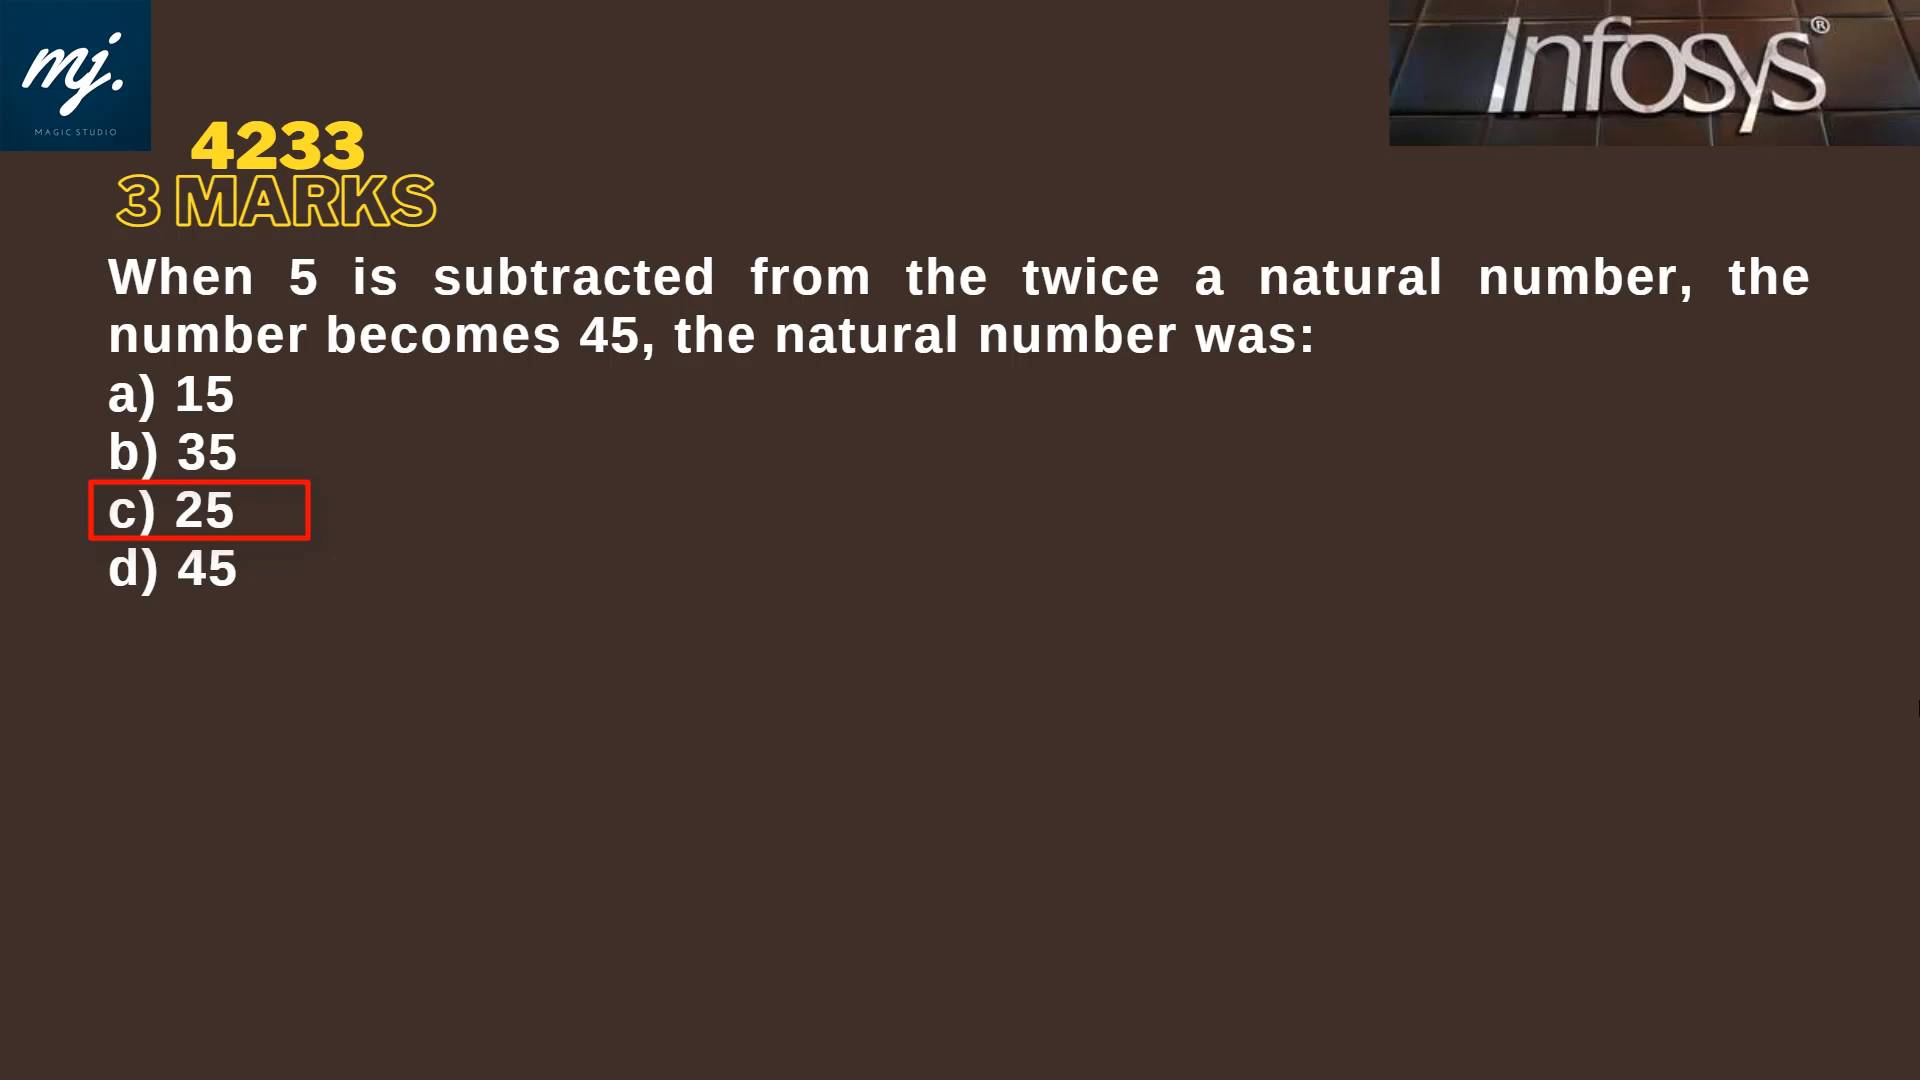 mj.
MAGIC STUDIO
Infosys®
4233
3 MARKS
When 5 is subtracted from the twice a natural number, the
number becomes 45, the natural number was:
a) 15
b) 35
c) 25
d) 45